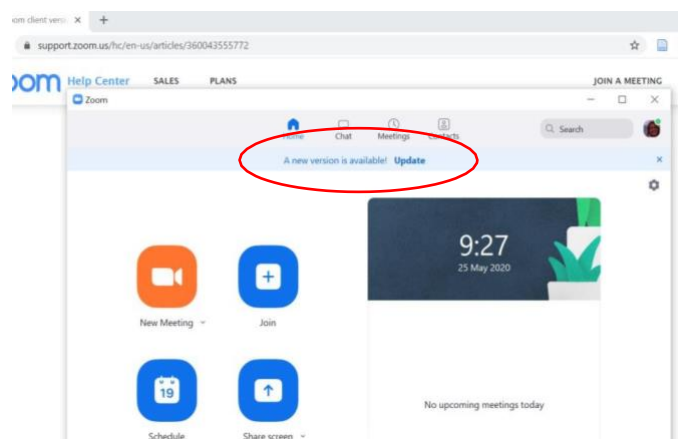 om client versi
support.zoom.us/hc/en-us/articles/360043555772
oom Help Center SALES PLANS JOIN A MEETING
Zoom
Home Chat Meetings Contacts Search
A new version is available! Update
9:27
25 May 2020
New Meeting Join
19
No upcoming meetings today
Schedule Share screen